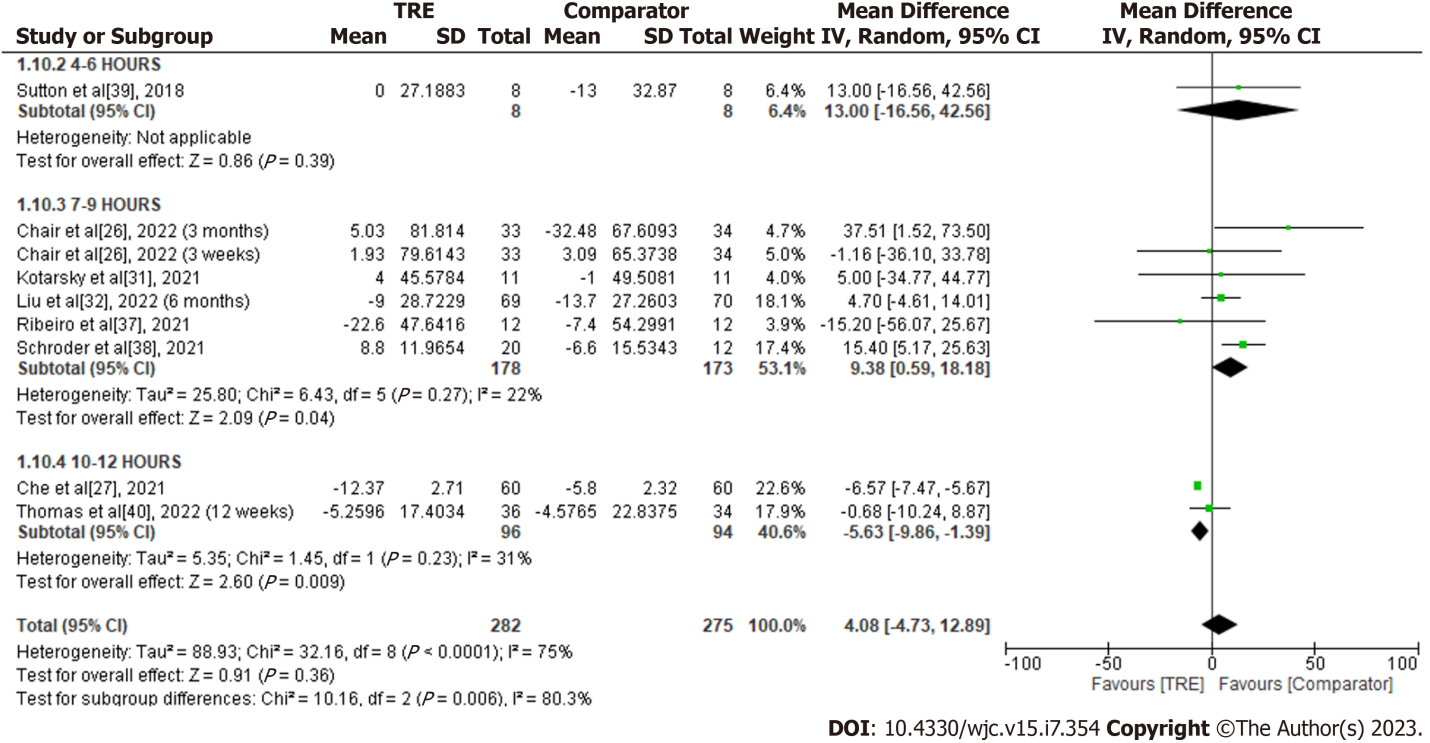 TRE Comparator Mean Difference Mean Difference
Study or Subgroup Mean SD Total Mean SD Total Weight IV, Random, 95% CI IV, Random, 95% CI
1.10.2 4-6 HOURS
Sutton et al[39], 2018 0 27.1883 8 -13 32.87 8 6.4% 13.00 [-16.56, 42.56]
Subtotal (95% CI) 8 8 6.4% 13.00 [-16.56, 42.56]
Heterogeneity: Not applicable
Test for overall effect: Z = 0.86 (P = 0.39)
1.10.3 7-9 HOURS
Chair et al[26], 2022 (3 months) 5.03 81.814 33 -32.48 67.6093 34 4.7% 37.51 [1.52, 73.50]
Chair et al[26], 2022 (3 weeks) 1.93 79.6143 33 3.09 65.3738 34 5.0% -1.16 [-36.10, 33.78]
Kotarsky et al[31], 2021 4 45.5784 11 -1 49.5081 11 4.0% 5.00 [-34.77, 44.77]
Liu et al[32], 2022 (6 months) -9 28.7229 69 -13.7 27.2603 70 18.1% 4.70 [-4.61, 14.01]
Ribeiro et al[37], 2021 -22.6 47.6416 12 -7.4 54.2991 12 3.9% -15.20 [-56.07, 25.67]
Schroder et al[38], 2021 8.8 11.9654 20 -6.6 15.5343 12 17.4% 15.40 [5.17, 25.63]
Subtotal (95% CI) 178 173 53.1% 9.38 [0.59, 18.18]
Heterogeneity: Tau² = 25.80; Chi² = 6.43, df = 5 (P = 0.27); I² = 22%
Test for overall effect: Z = 2.09 (P = 0.04)
1.10.4 10-12 HOURS
Che et al[27], 2021 -12.37 2.71 60 -5.8 2.32 60 22.6% -6.57 [-7.47, -5.67]
Thomas et al[40], 2022 (12 weeks) -5.2596 17.4034 36 -4.5765 22.8375 34 17.9% -0.68 [-10.24, 8.87]
Subtotal (95% CI) 96 94 40.6% -5.63 [-9.86, -1.39]
Heterogeneity: Tau² = 5.35; Chi² = 1.45, df = 1 (P = 0.23); I² = 31%
Test for overall effect: Z = 2.60 (P = 0.009)
Total (95% CI) 282 275 100.0% 4.08 [-4.73, 12.89]
Heterogeneity: Tau² = 88.93; Chi² = 32.16, df = 8 (P < 0.0001); I² = 75%
Test for overall effect: Z = 0.91 (P = 0.36)
Test for subgroup differences: Chi² = 10.16, df = 2 (P = 0.006), I² = 80.3%
-100 -50 0 50 100
Favours [TRE] Favours [Comparator]
DOI: 10.4330/wjc.v15.i7.354 Copyright ©The Author(s) 2023.